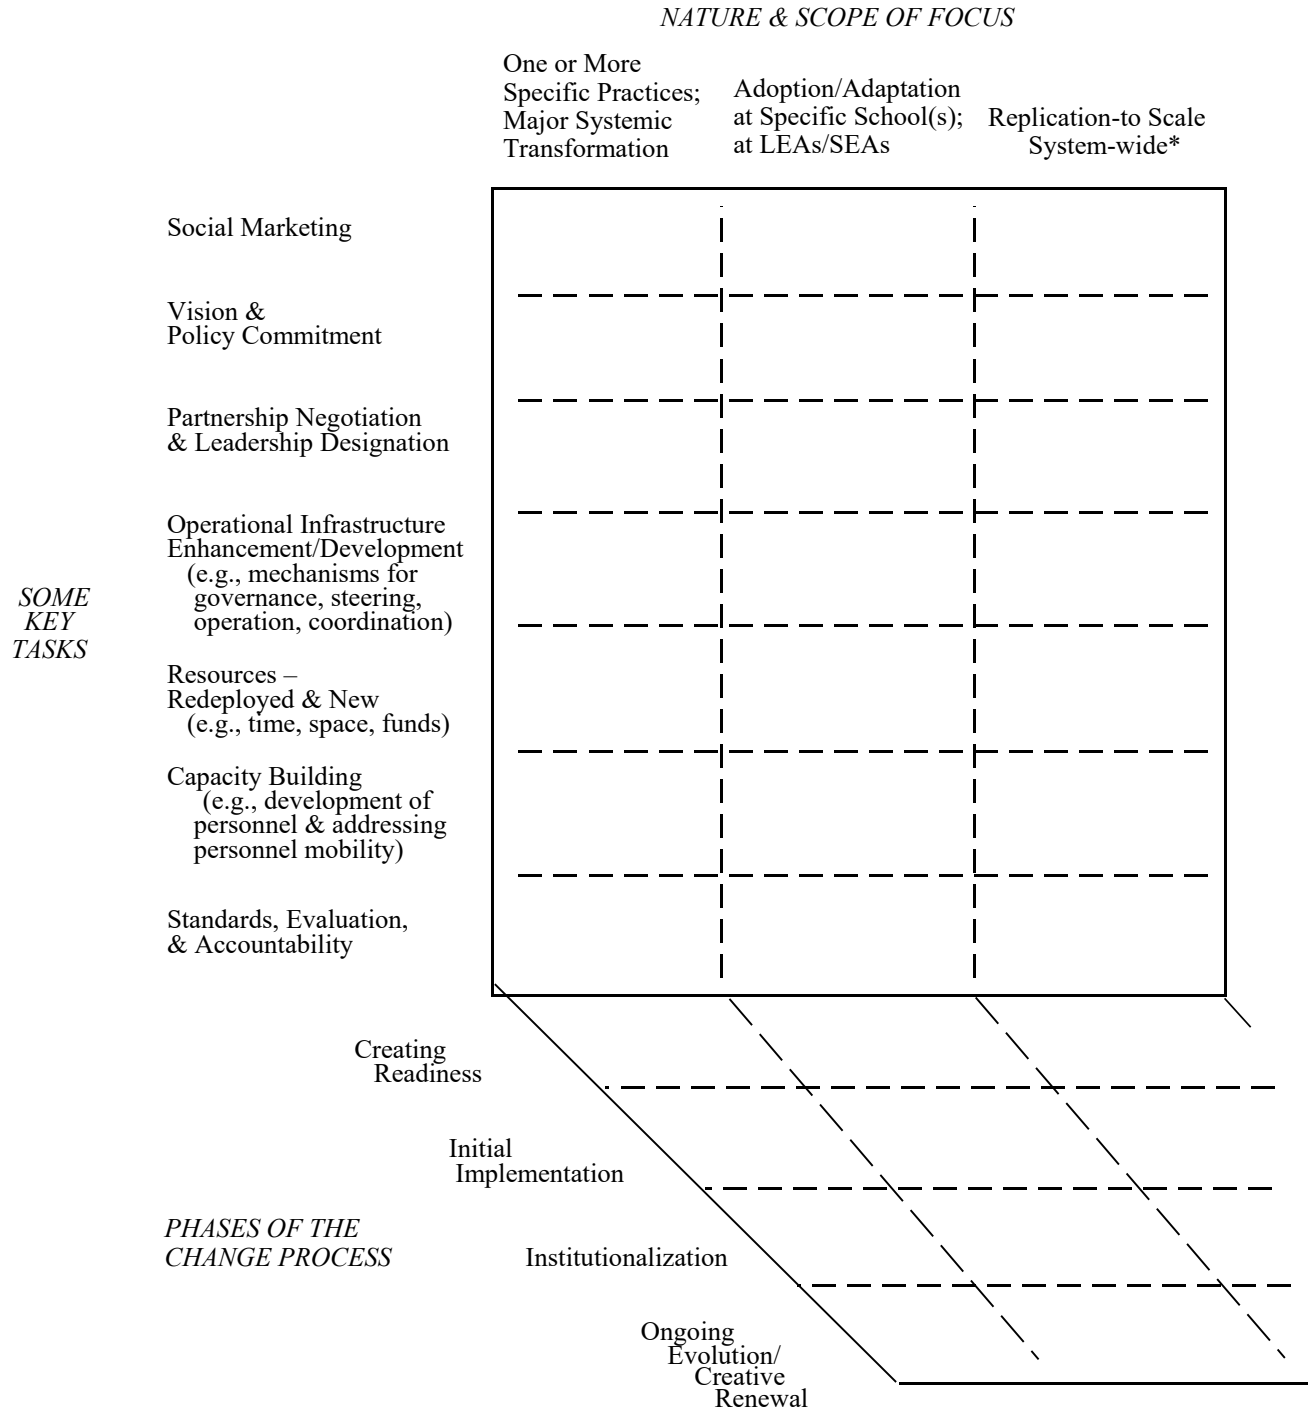 NATURE & SCOPE OF FOCUS
One or More
Specific Practices;
Major Systemic
Transformation
Adoption/Adaptation
at Specific School(s);
at LEAs/SEAs
Replication-to Scale
System-wide*
SOME
KEY
TASKS
Social Marketing
Vision &
Policy Commitment
Partnership Negotiation
& Leadership Designation
Operational Infrastructure
Enhancement/Development
(e.g., mechanisms for
governance, steering,
operation, coordination)
Resources –
Redeployed & New
(e.g., time, space, funds)
Capacity Building
(e.g., development of
personnel & addressing
personnel mobility)
Standards, Evaluation,
& Accountability
PHASES OF THE
CHANGE PROCESS
Creating
Readiness
Initial
Implementation
Institutionalization
Ongoing
Evolution/
Creative
Renewal